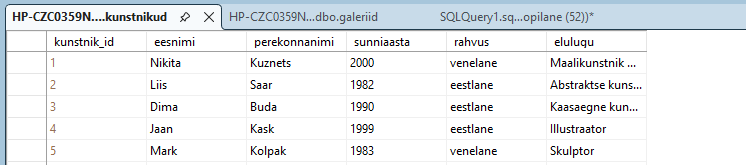 HP-CZC0359N....kunstnikud HP-CZC0359N...dbo.galeriid SQLQuery1.sq...opilane (52))*
kunstnik_id eesnimi perekonnanimi sunniaasta rahvus elulugu
1 Nikita Kuznets 2000 venelane Maalikunstnik ...
2 Liis Saar 1982 eestlane Abstraktse kuns...
3 Dima Buda 1990 eestlane Kaasaegne kun...
4 Jaan Kask 1999 eestlane Illustraator
5 Mark Kolpak 1983 venelane Skulptor